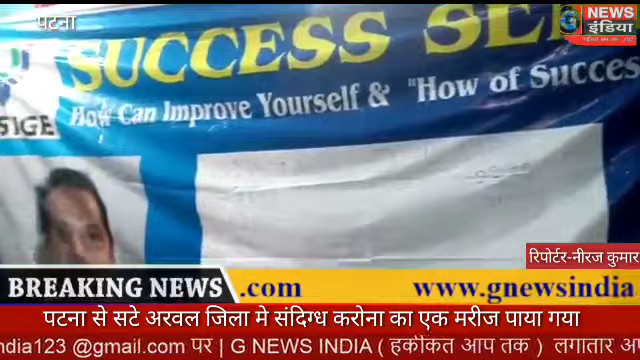 पटना
NEWS
इंडिया
SUCCESS SE
How Can Improve Yourself & "How of Succes
SIGE
रिपोर्टर-नीरज कुमार
BREAKING NEWS
.com www.gnewsindia
पटना से सटे अरवल जिला मे संदिग्ध करोना का एक मरीज पाया गया
ndia123 @gmail.com पर | G NEWS INDIA ( हकीकत आप तक ) लगातार अ